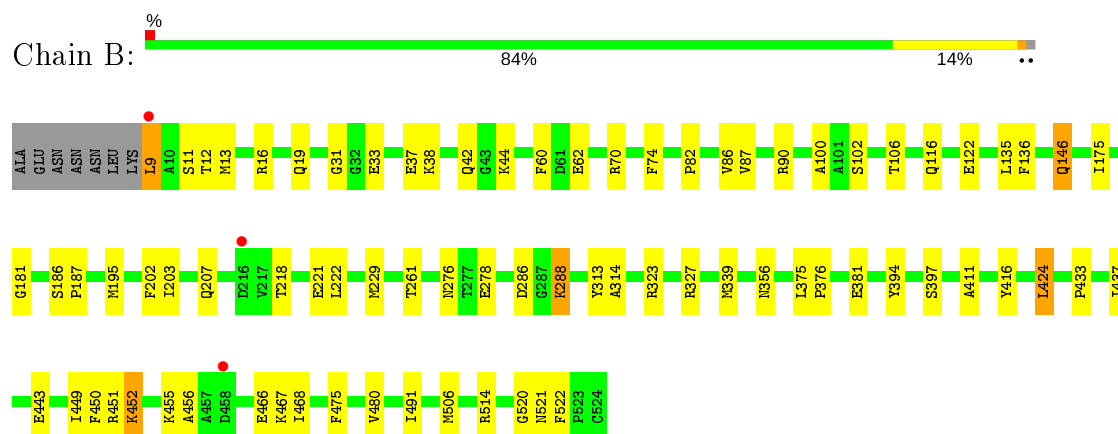 %
Chain B:
84% 14% ••
ALA GLU ASN ASN ASN LEU LYS L9 A10 S11 T12 M13 R16 Q19 G31 G32 E33 E37 K38 Q42 G43 K44 F60 D61 E62 R70 F74 P82 V86 V87 R90 A100 A101 S102 T106 Q116 E122 L135 F136 Q146 I175
G181 S186 P187 M195 F202 I203 Q207 D216 V217 T218 E221 L222 M229 T261 N276 T277 E278 D286 G287 K288 Y313 A314 R323 R327 M339 N356 L375 P376 E381 Y394 S397 A411 Y416 L424 P433
E443 I449 F450 R451 K452 K455 A456 A457 D458 E466 K467 I468 F475 V480 I491 M506 R514 G520 N521 F522 P523 C524